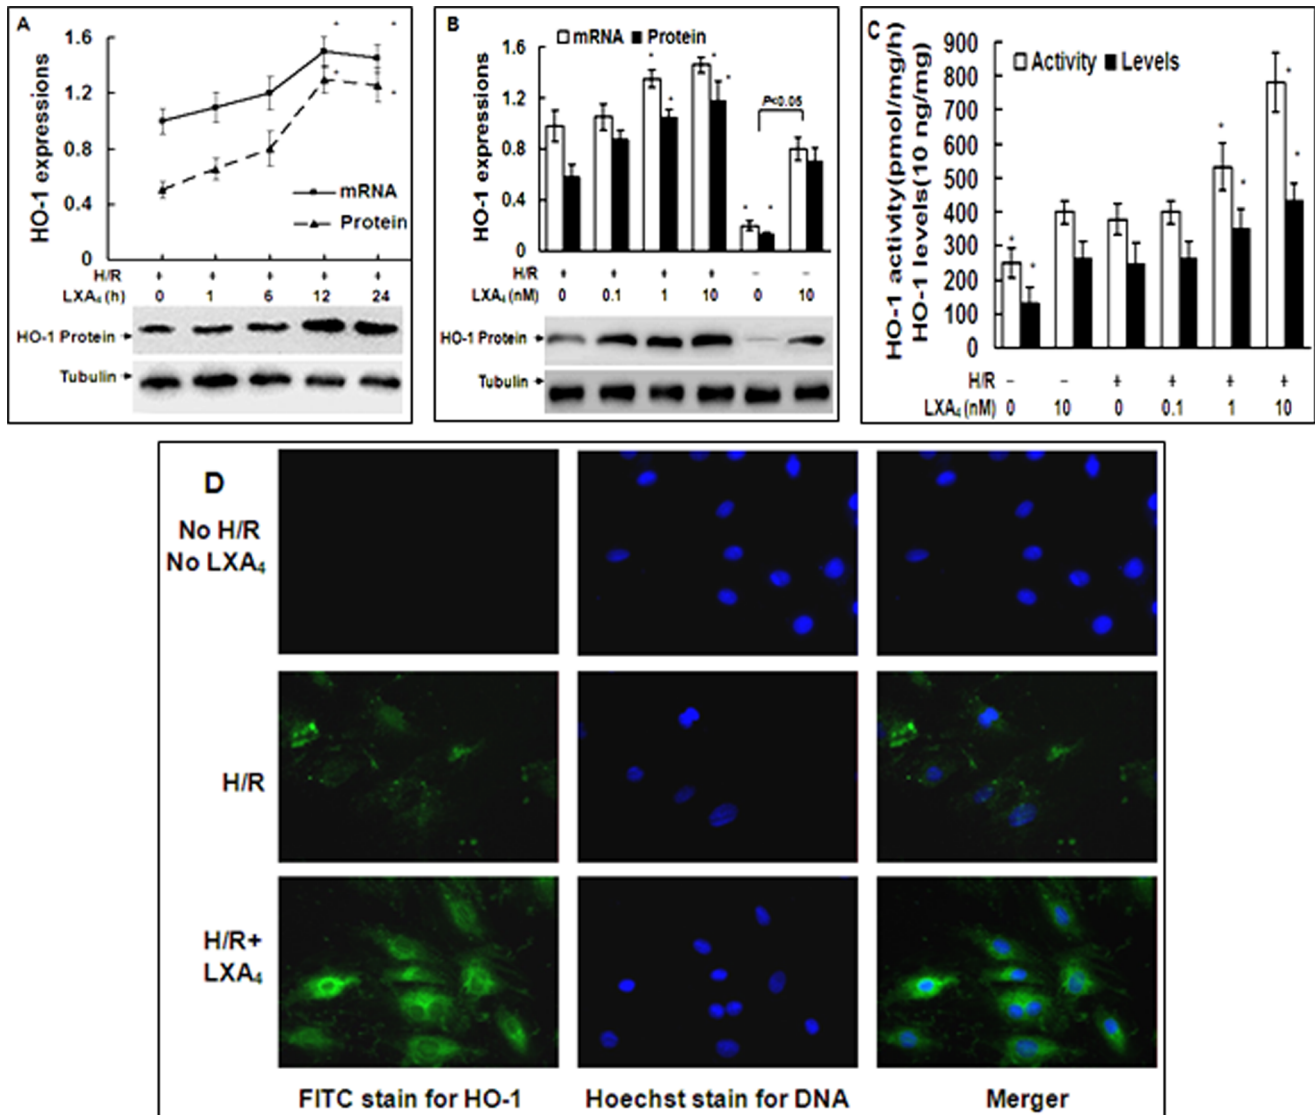 A
HO-1 expressions
1.6
1.2
0.8
0.4
0
* *
* *
mRNA
Protein
H/R + + + + +
LXA₄ (h) 0 1 6 12 24
HO-1 Protein
Tubulin
B
mRNA Protein
HO-1 expressions
1.6
1.2
0.8
0.4
0
* * * * * *
P<0.05
H/R + + + + - -
LXA₄ (nM) 0 0.1 1 10 0 10
HO-1 Protein
Tubulin
C
Activity Levels
HO-1 activity(pmol/mg/h)
HO-1 levels(10 ng/mg)
900
800
700
600
500
400
300
200
100
0
* * * * * *
H/R - - + + + +
LXA₄ (nM) 0 10 0 0.1 1 10
D
No H/R
No LXA₄
H/R
H/R+
LXA₄
FITC stain for HO-1 Hoechst stain for DNA Merger